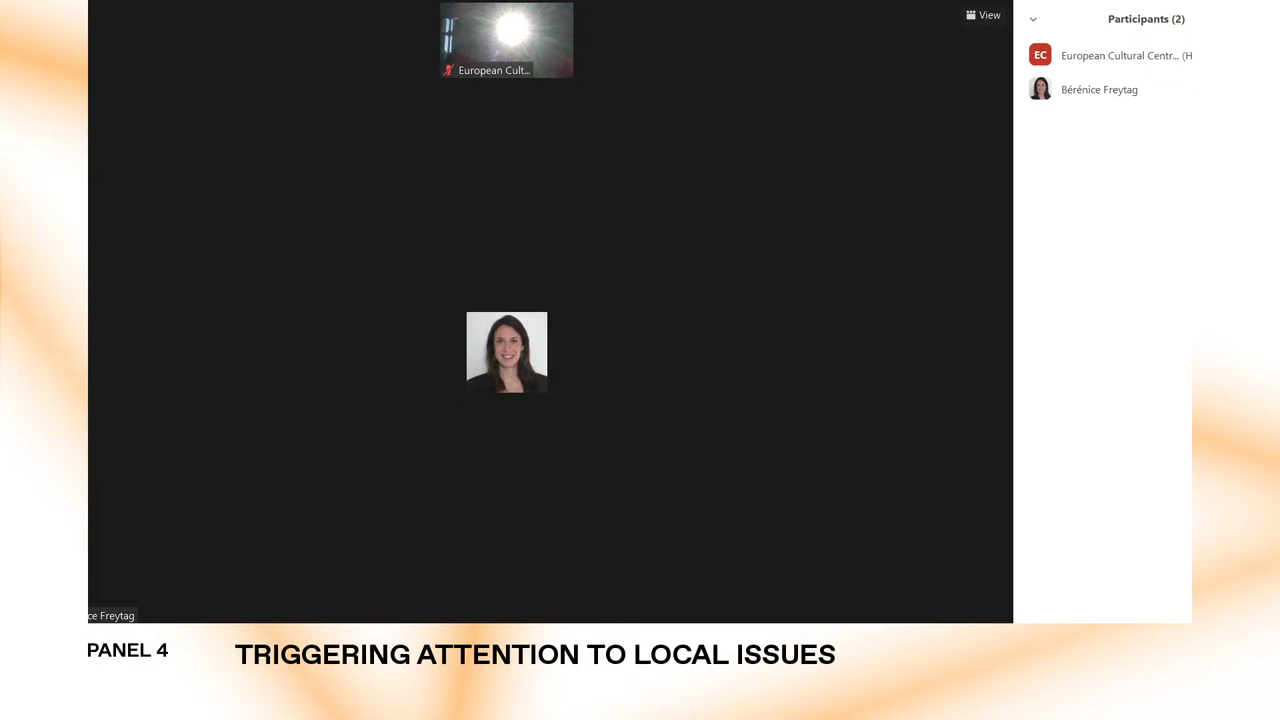 View
Participants (2)
EC
European Cultural Centr... (H
Bérénice Freytag
European Cult...
ce Freytag
PANEL 4
TRIGGERING ATTENTION TO LOCAL ISSUES